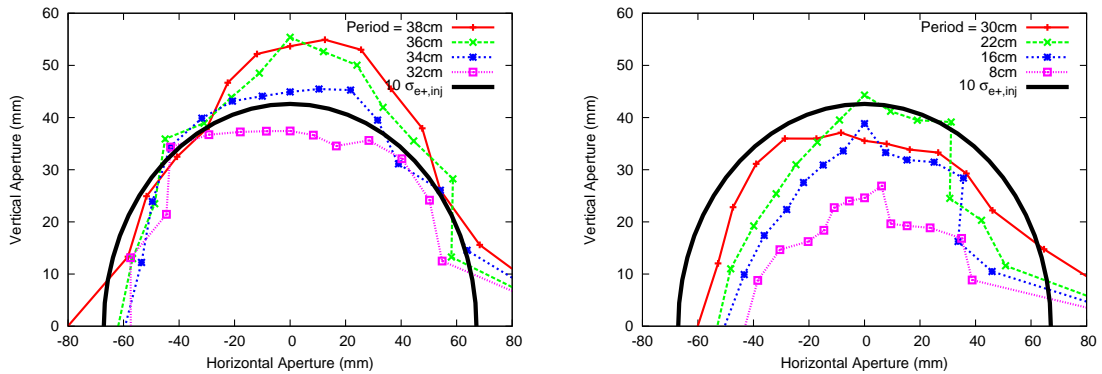 60
50
40
30
20
10
0
Vertical Aperture (mm)
-80 -60 -40 -20 0 20 40 60 80
Horizontal Aperture (mm)
Period = 38cm
36cm
34cm
32cm
10 σe+,inj
60
50
40
30
20
10
0
Vertical Aperture (mm)
-80 -60 -40 -20 0 20 40 60 80
Horizontal Aperture (mm)
Period = 30cm
22cm
16cm
8cm
10 σe+,inj